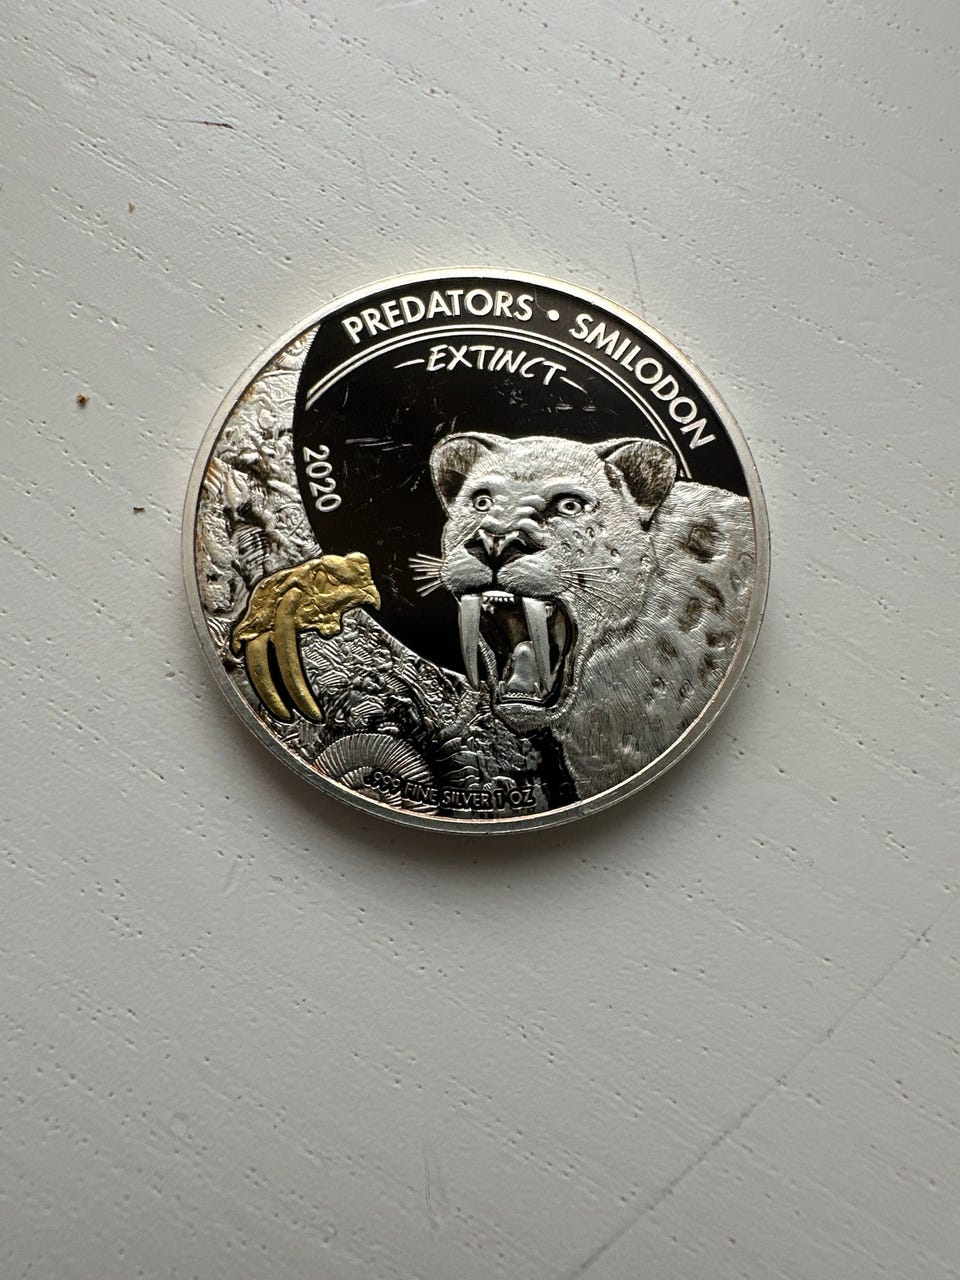 PREDATORS • SMILODON
-EXTINCT-
2020
.999 FINE SILVER 1 OZ